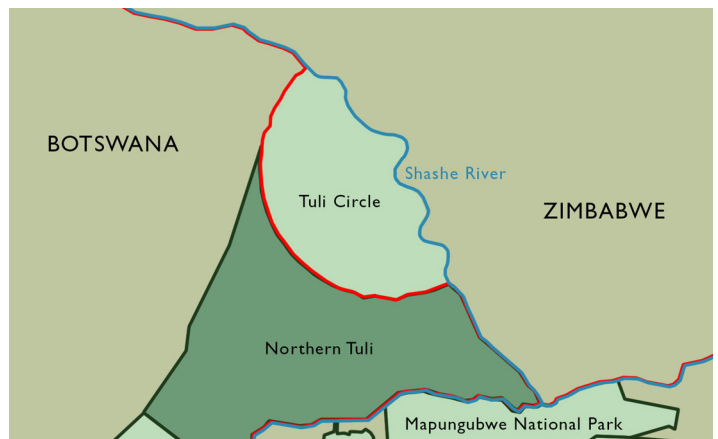 BOTSWANA
Shashe River
Tuli Circle
ZIMBABWE
Northern Tuli
Mapungubwe National Park